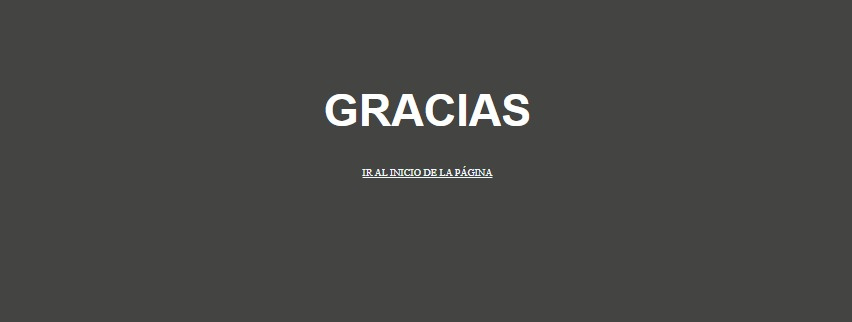 GRACIAS
IR AL INICIO DE LA PÁGINA